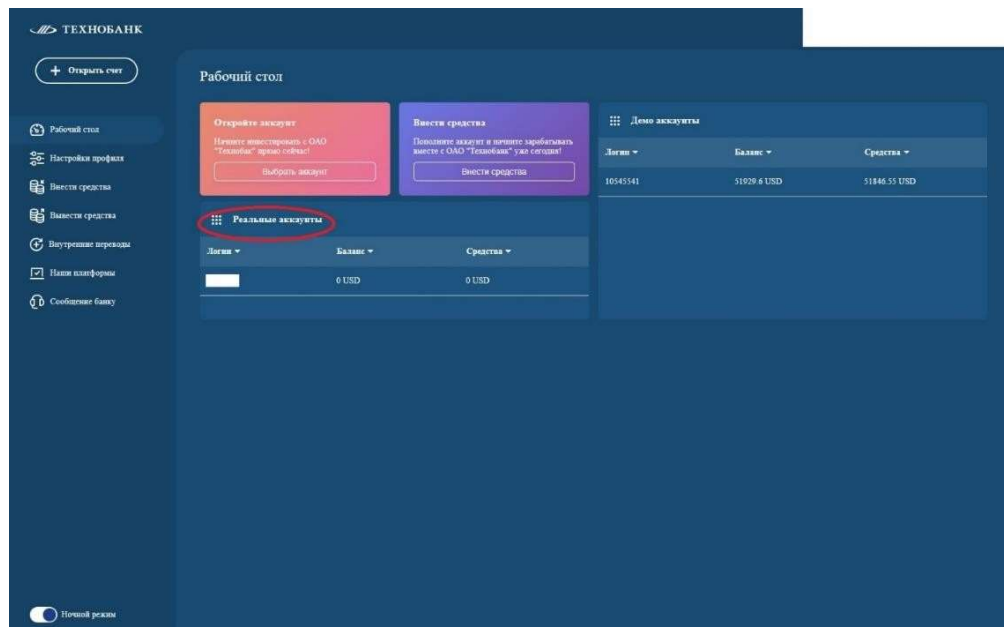 ТЕХНОБАНК
Открыть счет
Рабочий стол
Настройки профиля
Ввести средства
Вывести средства
Внутренние переводы
Наши платформы
Сообщение банку
Ночной режим
Рабочий стол
Откройте аккаунт
Начните инвестировать с ОАО
"Технобак" прямо сейчас!
Выбрать аккаунт
Внести средства
Пополните аккаунт и начните зарабатывать
вместе с ОАО "Технобанк" уже сегодня!
Внести средства
Реальные аккаунты
Логин Баланс Средства
0 USD 0 USD
Демо аккаунты
Логин Баланс Средства
10545541 51929.6 USD 51846.55 USD